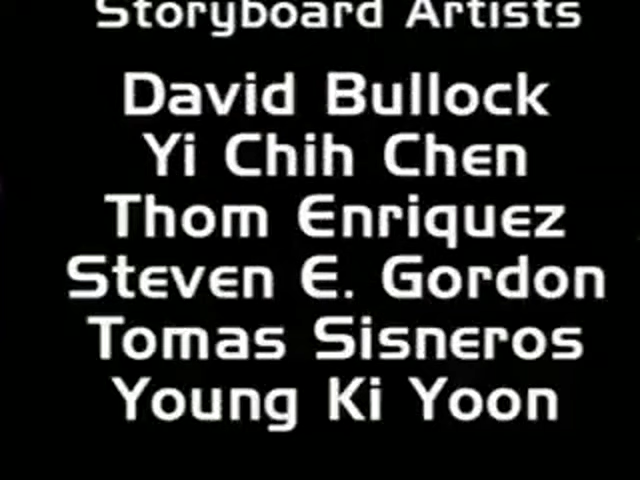 Storyboard Artists
David Bullock
Yi Chih Chen
Thom Enriquez
Steven E. Gordon
Tomas Sisneros
Young Ki Yoon